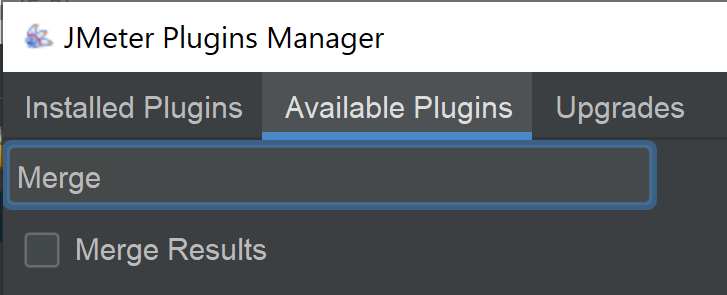 JMeter Plugins Manager
Installed Plugins Available Plugins Upgrades
Merge
Merge Results